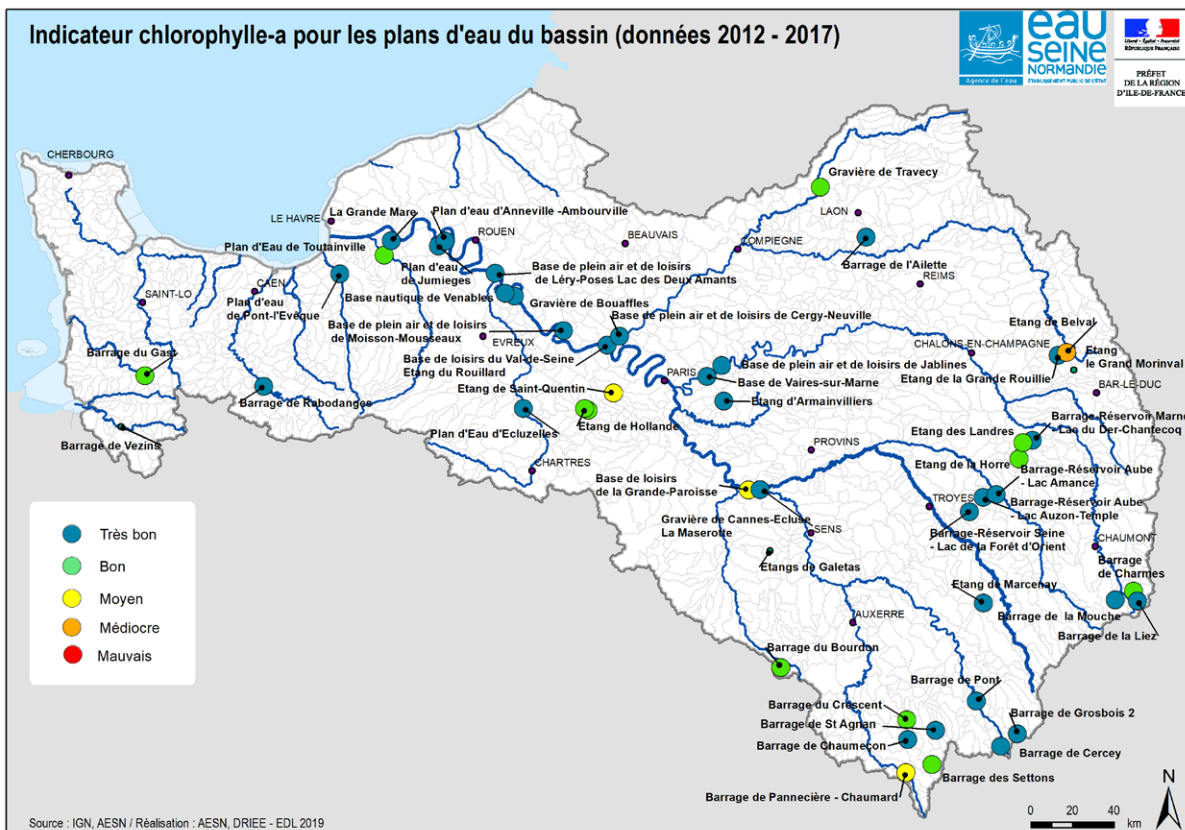 Indicateur chlorophylle-a pour les plans d'eau du bassin (données 2012 - 2017)
eau
SEINE
NORMANDIE
Agence de l'eau
ÉTABLISSEMENT PUBLIC DE L'ÉTAT
Liberté • Égalité • Fraternité
RÉPUBLIQUE FRANÇAISE
PRÉFET
DE LA RÉGION
D'ILE-DE-FRANCE
CHERBOURG
Gravière de Travecy
LAON
LE HAVRE
La Grande Mare
Plan d'eau d'Anneville -Ambourville
ROUEN
BEAUVAIS
COMPIEGNE
Plan d'Eau de Toutainville
Barrage de l'Ailette
Plan d'eau
de Jumieges
Base de plein air et de loisirs
de Léry-Poses Lac des Deux Amants
REIMS
CAEN
SAINT-LO
Plan d'eau
de Pont-l'Evêque
Base nautique de Venables
Gravière de Bouaffles
Base de plein air et de loisirs de Cergy-Neuville
Etang de Belval
Base de plein air et de loisirs
de Moisson-Mousseaux
EVREUX
CHALONS-EN-CHAMPAGNE
Etang
le Grand Morinval
Barrage du Gast
Base de loisirs du Val-de-Seine
Etang du Rouillard
Base de plein air et de loisirs de Jablines
Etang de la Grande Rouillie
PARIS
Base de Vaires-sur-Marne
BAR-LE-DUC
Etang de Saint-Quentin
Barrage de Rabodanges
Etang d'Armainvilliers
Etang de Hollande
Barrage-Réservoir Marne
- Lac du Der-Chantecoq
Etang des Landres
Plan d'Eau d'Ecluzelles
Barrage de Vezins
PROVINS
Etang de la Horre
Barrage-Réservoir Aube
- Lac Amance
CHARTRES
Base de loisirs
de la Grande-Paroisse
TROYES
Barrage-Réservoir Aube
- Lac Auzon-Temple
Gravière de Cannes-Ecluse
La Maserotte
SENS
Barrage-Réservoir Seine
- Lac de la Forêt d'Orient
CHAUMONT
Barrage
de Charmes
Etangs de Galetas
Etang de Marcenay
Barrage de la Mouche
AUXERRE
Barrage de la Liez
Barrage du Bourdon
Barrage de Pont
Barrage du Crescent
Barrage de Grosbois 2
Barrage de St Agnan
Barrage de Chaumeçon
Barrage de Cercey
Barrage des Settons
Barrage de Pannecière - Chaumard
Très bon
Bon
Moyen
Médiocre
Mauvais
N
0 20 40
km
Source : IGN, AESN / Réalisation : AESN, DRIEE - EDL 2019